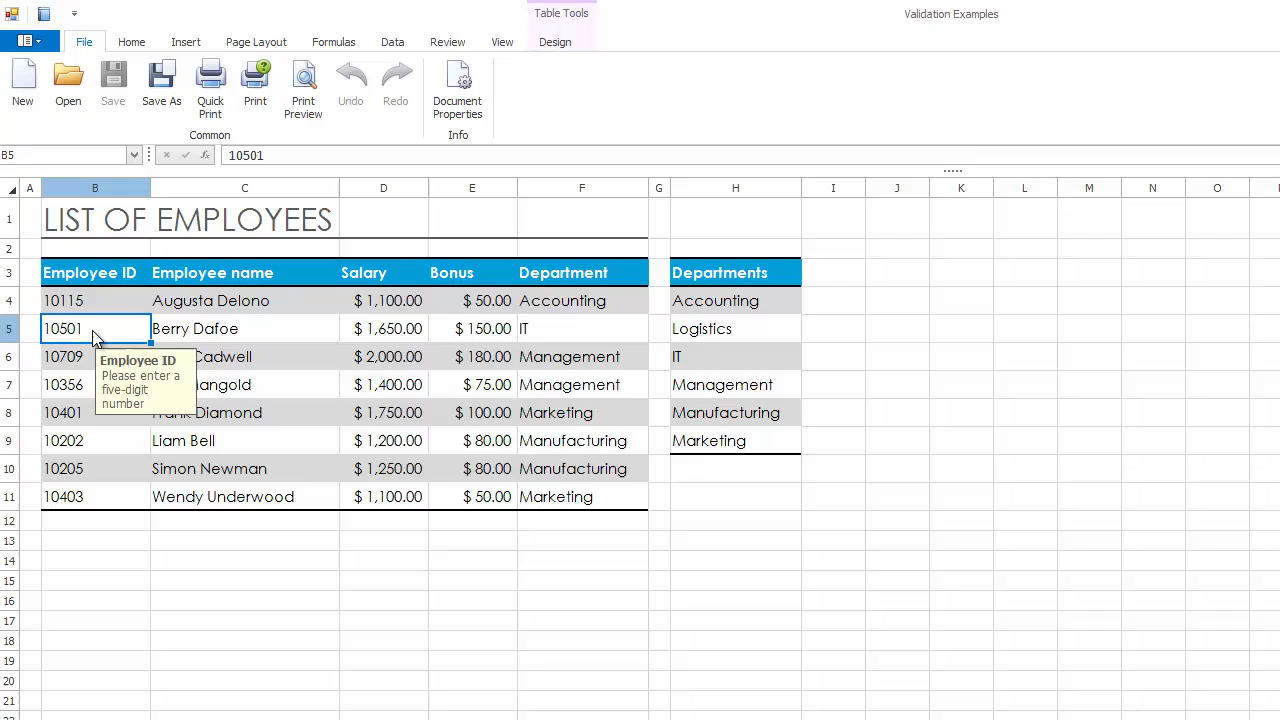 Table Tools
Validation Examples
File Home Insert Page Layout Formulas Data Review View Design
New Open Save Save As Quick Print Print Print Preview Undo Redo Document Properties
Common Info
B5 fx 10501
A B C D E F G H I J K L M N O
1 LIST OF EMPLOYEES
2
3 Employee ID Employee name Salary Bonus Department Departments
4 10115 Augusta Delono $ 1,100.00 $ 50.00 Accounting Accounting
5 10501 Berry Dafoe $ 1,650.00 $ 150.00 IT Logistics
6 10709 Cadwell $ 2,000.00 $ 180.00 Management IT
7 10356 $ 1,400.00 $ 75.00 Management Management
8 10401 Diamond $ 1,750.00 $ 100.00 Marketing Manufacturing
Employee ID
Please enter a
five-digit
number
9 10202 Liam Bell $ 1,200.00 $ 80.00 Manufacturing Marketing
10 10205 Simon Newman $ 1,250.00 $ 80.00 Manufacturing
11 10403 Wendy Underwood $ 1,100.00 $ 50.00 Marketing
12
13
14
15
16
17
18
19
20
21